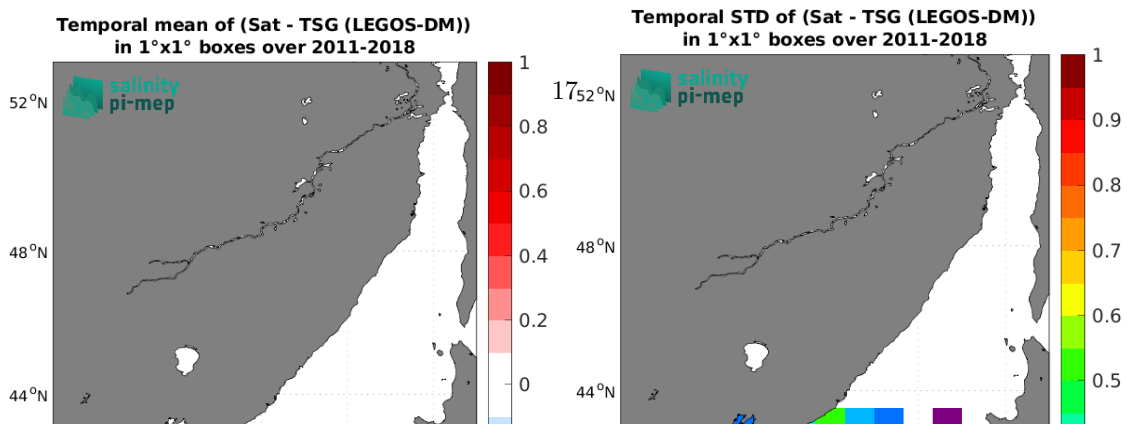 Temporal mean of (Sat - TSG (LEGOS-DM))
in 1°x1° boxes over 2011-2018
salinity
pi-mep
52°N
48°N
44°N
1
0.8
0.6
0.4
0.2
0
17
Temporal STD of (Sat - TSG (LEGOS-DM))
in 1°x1° boxes over 2011-2018
salinity
pi-mep
52°N
48°N
44°N
1
0.9
0.8
0.7
0.6
0.5